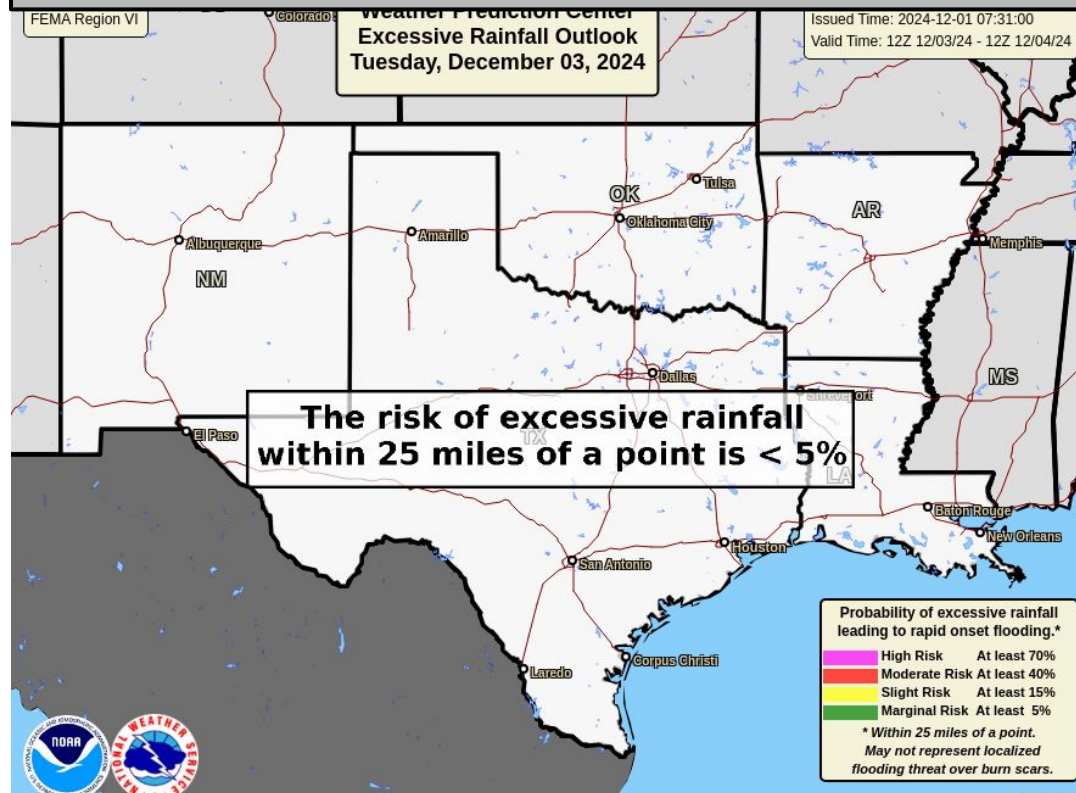 FEMA Region VI
Weather Prediction Center
Excessive Rainfall Outlook
Tuesday, December 03, 2024
Issued Time: 2024-12-01 07:31:00
Valid Time: 12Z 12/03/24 - 12Z 12/04/24
Colorado
Tulsa
OK
Oklahoma City
AR
Albuquerque
Amarillo
Memphis
NM
Dallas
MS
Shreveport
The risk of excessive rainfall
within 25 miles of a point is < 5%
El Paso
TX
LA
Baton Rouge
New Orleans
Houston
San Antonio
Corpus Christi
Laredo
Probability of excessive rainfall
leading to rapid onset flooding.*
High Risk At least 70%
Moderate Risk At least 40%
Slight Risk At least 15%
Marginal Risk At least 5%
* Within 25 miles of a point.
May not represent localized
flooding threat over burn scars.
NOAA
NATIONAL WEATHER SERVICE